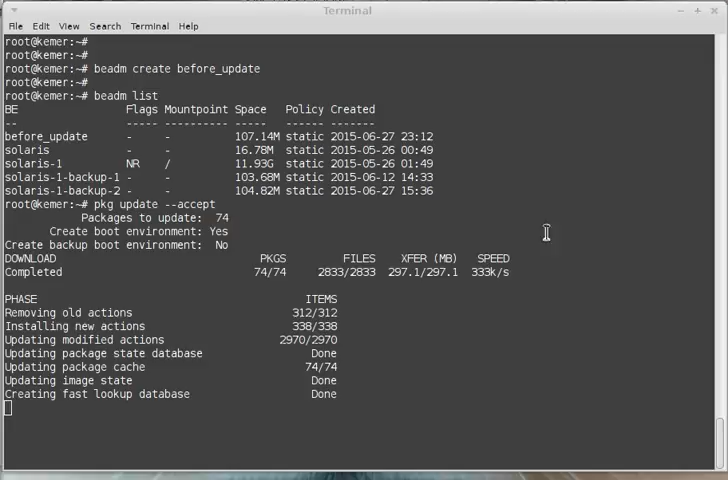 Terminal
File Edit View Search Terminal Help
root@kemer:~#
root@kemer:~#
root@kemer:~# beadm create before_update
root@kemer:~#
root@kemer:~# beadm list
BE Flags Mountpoint Space Policy Created
-- ----- ---------- ----- ------ -------
before_update - - 107.14M static 2015-06-27 23:12
solaris - - 16.78M static 2015-05-26 00:49
solaris-1 NR / 11.93G static 2015-05-26 01:49
solaris-1-backup-1 - - 103.68M static 2015-06-12 14:33
solaris-1-backup-2 - - 104.82M static 2015-06-27 15:36
root@kemer:~# pkg update --accept
Packages to update: 74
Create boot environment: Yes
Create backup boot environment: No
DOWNLOAD PKGS FILES XFER (MB) SPEED
Completed 74/74 2833/2833 297.1/297.1 333k/s
PHASE ITEMS
Removing old actions 312/312
Installing new actions 338/338
Updating modified actions 2970/2970
Updating package state database Done
Updating package cache 74/74
Updating image state Done
Creating fast lookup database Done